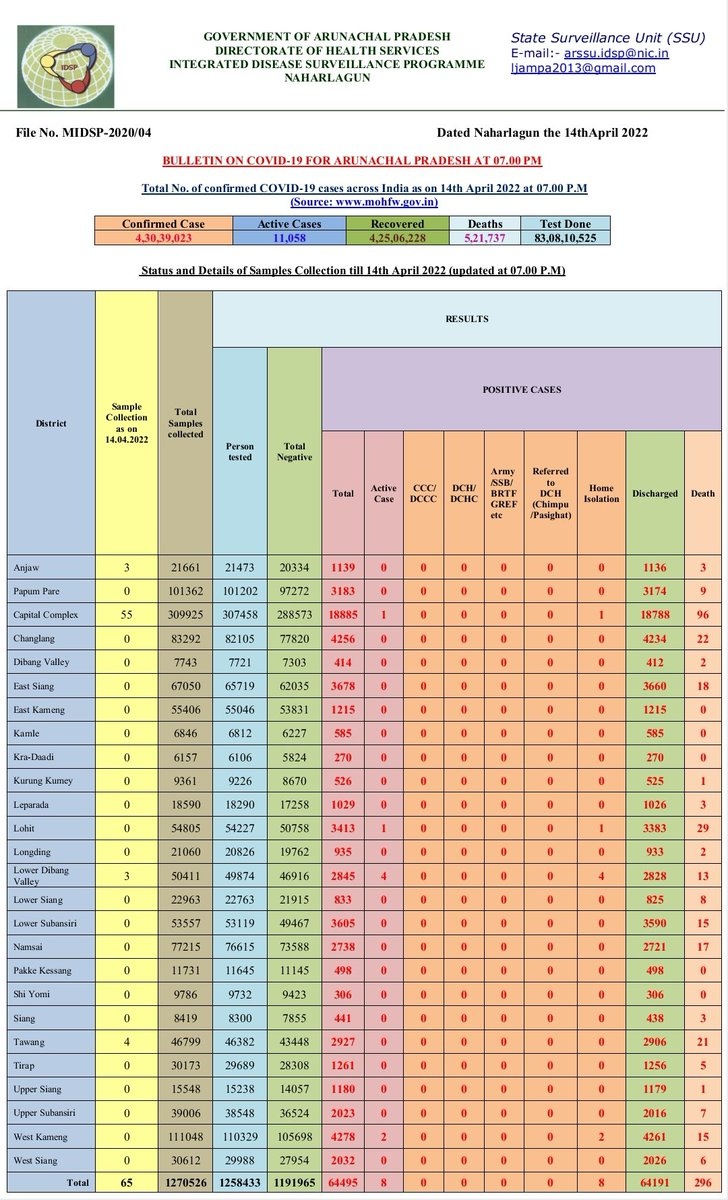 IDSP
GOVERNMENT OF ARUNACHAL PRADESH
DIRECTORATE OF HEALTH SERVICES
INTEGRATED DISEASE SURVEILLANCE PROGRAMME
NAHARLAGUN
State Surveillance Unit (SSU)
E-mail:- arssu.idsp@nic.in
ljampa2013@gmail.com
File No. MIDSP-2020/04 Dated Naharlagun the 14thApril 2022
BULLETIN ON COVID-19 FOR ARUNACHAL PRADESH AT 07.00 PM
Total No. of confirmed COVID-19 cases across India as on 14th April 2022 at 07.00 P.M
(Source: www.mohfw.gov.in)
Confirmed Case Active Cases Recovered Deaths Test Done
4,30,39,023 11,058 4,25,06,228 5,21,737 83,08,10,525
Status and Details of Samples Collection till 14th April 2022 (updated at 07.00 P.M)
District
Sample
Collection
as on
14.04.2022
Total
Samples
collected
RESULTS
Person
tested
Total
Negative
POSITIVE CASES
Total
Active
Case
CCC/
DCCC
DCH/
DCHC
Army
/SSB/
BRTF
GREF
etc
Referred
to
DCH
(Chimpu
/Pasighat)
Home
Isolation
Discharged
Death
Anjaw 3 21661 21473 20334 1139 0 0 0 0 0 0 1136 3
Papum Pare 0 101362 101202 97272 3183 0 0 0 0 0 0 3174 9
Capital Complex 55 309925 307458 288573 18885 1 0 0 0 0 1 18788 96
Changlang 0 83292 82105 77820 4256 0 0 0 0 0 0 4234 22
Dibang Valley 0 7743 7721 7303 414 0 0 0 0 0 0 412 2
East Siang 0 67050 65719 62035 3678 0 0 0 0 0 0 3660 18
East Kameng 0 55406 55046 53831 1215 0 0 0 0 0 0 1215 0
Kamle 0 6846 6812 6227 585 0 0 0 0 0 0 585 0
Kra-Daadi 0 6157 6106 5824 270 0 0 0 0 0 0 270 0
Kurung Kumey 0 9361 9226 8670 526 0 0 0 0 0 0 525 1
Leparada 0 18590 18290 17258 1029 0 0 0 0 0 0 1026 3
Lohit 0 54805 54227 50758 3413 1 0 0 0 0 1 3383 29
Longding 0 21060 20826 19762 935 0 0 0 0 0 0 933 2
Lower Dibang
Valley 3 50411 49874 46916 2845 4 0 0 0 0 4 2828 13
Lower Siang 0 22963 22763 21915 833 0 0 0 0 0 0 825 8
Lower Subansiri 0 53557 53119 49467 3605 0 0 0 0 0 0 3590 15
Namsai 0 77215 76615 73588 2738 0 0 0 0 0 0 2721 17
Pakke Kessang 0 11731 11645 11145 498 0 0 0 0 0 0 498 0
Shi Yomi 0 9786 9732 9423 306 0 0 0 0 0 0 306 0
Siang 0 8419 8300 7855 441 0 0 0 0 0 0 438 3
Tawang 4 46799 46382 43448 2927 0 0 0 0 0 0 2906 21
Tirap 0 30173 29689 28308 1261 0 0 0 0 0 0 1256 5
Upper Siang 0 15548 15238 14057 1180 0 0 0 0 0 0 1179 1
Upper Subansiri 0 39006 38548 36524 2023 0 0 0 0 0 0 2016 7
West Kameng 0 111048 110329 105698 4278 2 0 0 0 0 2 4261 15
West Siang 0 30612 29988 27954 2032 0 0 0 0 0 0 2026 6
Total 65 1270526 1258433 1191965 64495 8 0 0 0 0 8 64191 296